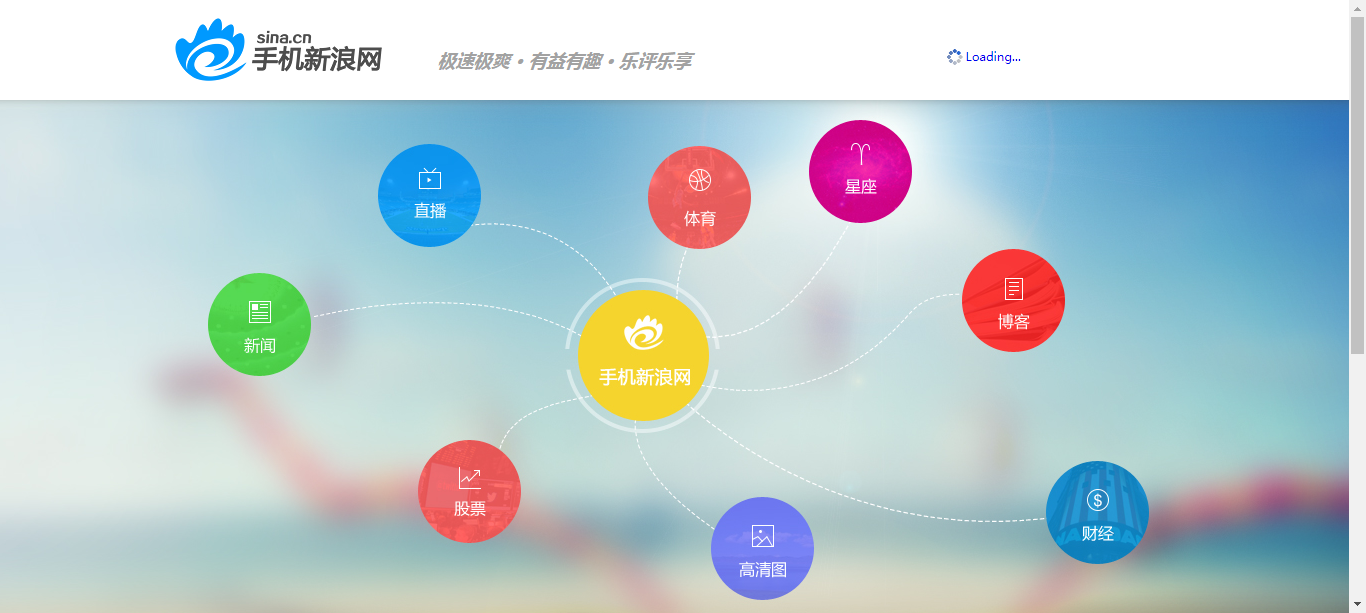 sina.cn
手机新浪网
极速极爽·有益有趣·乐评乐享
Loading...
直播
体育
星座
新闻
博客
手机新浪网
股票
高清图
财经